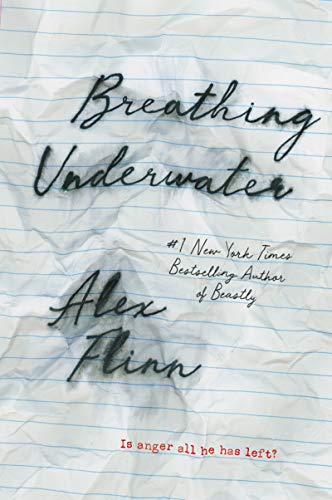 Breathing
Underwater
#1 New York Times
Bestselling Author
of Beastly
Alex
Flinn
Is anger all he has left?